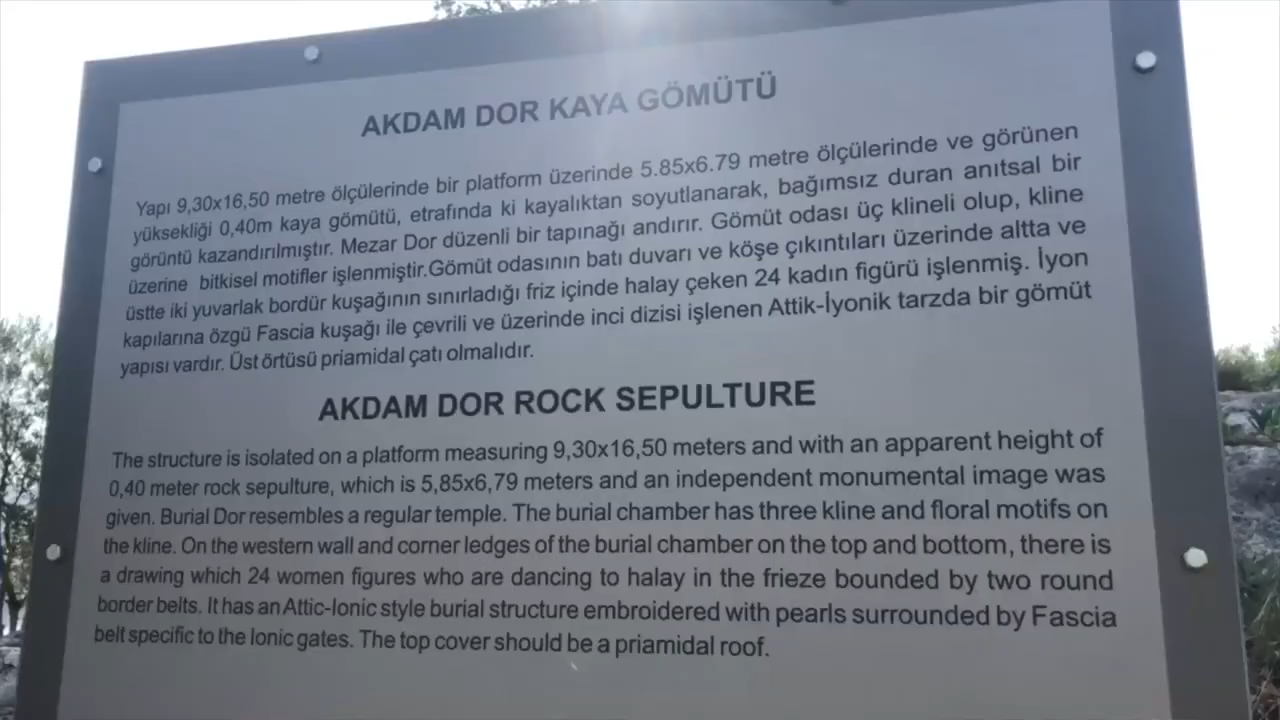 AKDAM DOR KAYA GÖMÜTÜ
Yapı 9,30x16,50 metre ölçülerinde bir platform üzerinde 5.85x6.79 metre ölçülerinde ve görünen
yüksekliği 0,40m kaya gömütü, etrafında ki kayalıktan soyutlanarak, bağımsız duran anıtsal bir
görüntü kazandırılmıştır. Mezar Dor düzenli bir tapınağı andırır. Gömüt odası üç klineli olup, kline
üzerine bitkisel motifler işlenmiştir.Gömüt odasının batı duvarı ve köşe çıkıntıları üzerinde altta ve
üstte iki yuvarlak bordür kuşağının sınırladığı friz içinde halay çeken 24 kadın figürü işlenmiş. İyon
kapılarına özgü Fascia kuşağı ile çevrili ve üzerinde inci dizisi işlenen Attik-İyonik tarzda bir gömüt
yapısı vardır. Üst örtüsü priamidal çatı olmalıdır.
AKDAM DOR ROCK SEPULTURE
The structure is isolated on a platform measuring 9,30x16,50 meters and with an apparent height of
0,40 meter rock sepulture, which is 5,85x6,79 meters and an independent monumental image was
given. Burial Dor resembles a regular temple. The burial chamber has three kline and floral motifs on
the kline. On the western wall and corner ledges of the burial chamber on the top and bottom, there is
a drawing which 24 women figures who are dancing to halay in the frieze bounded by two round
border belts. It has an Attic-Ionic style burial structure embroidered with pearls surrounded by Fascia
belt specific to the Ionic gates. The top cover should be a priamidal roof.